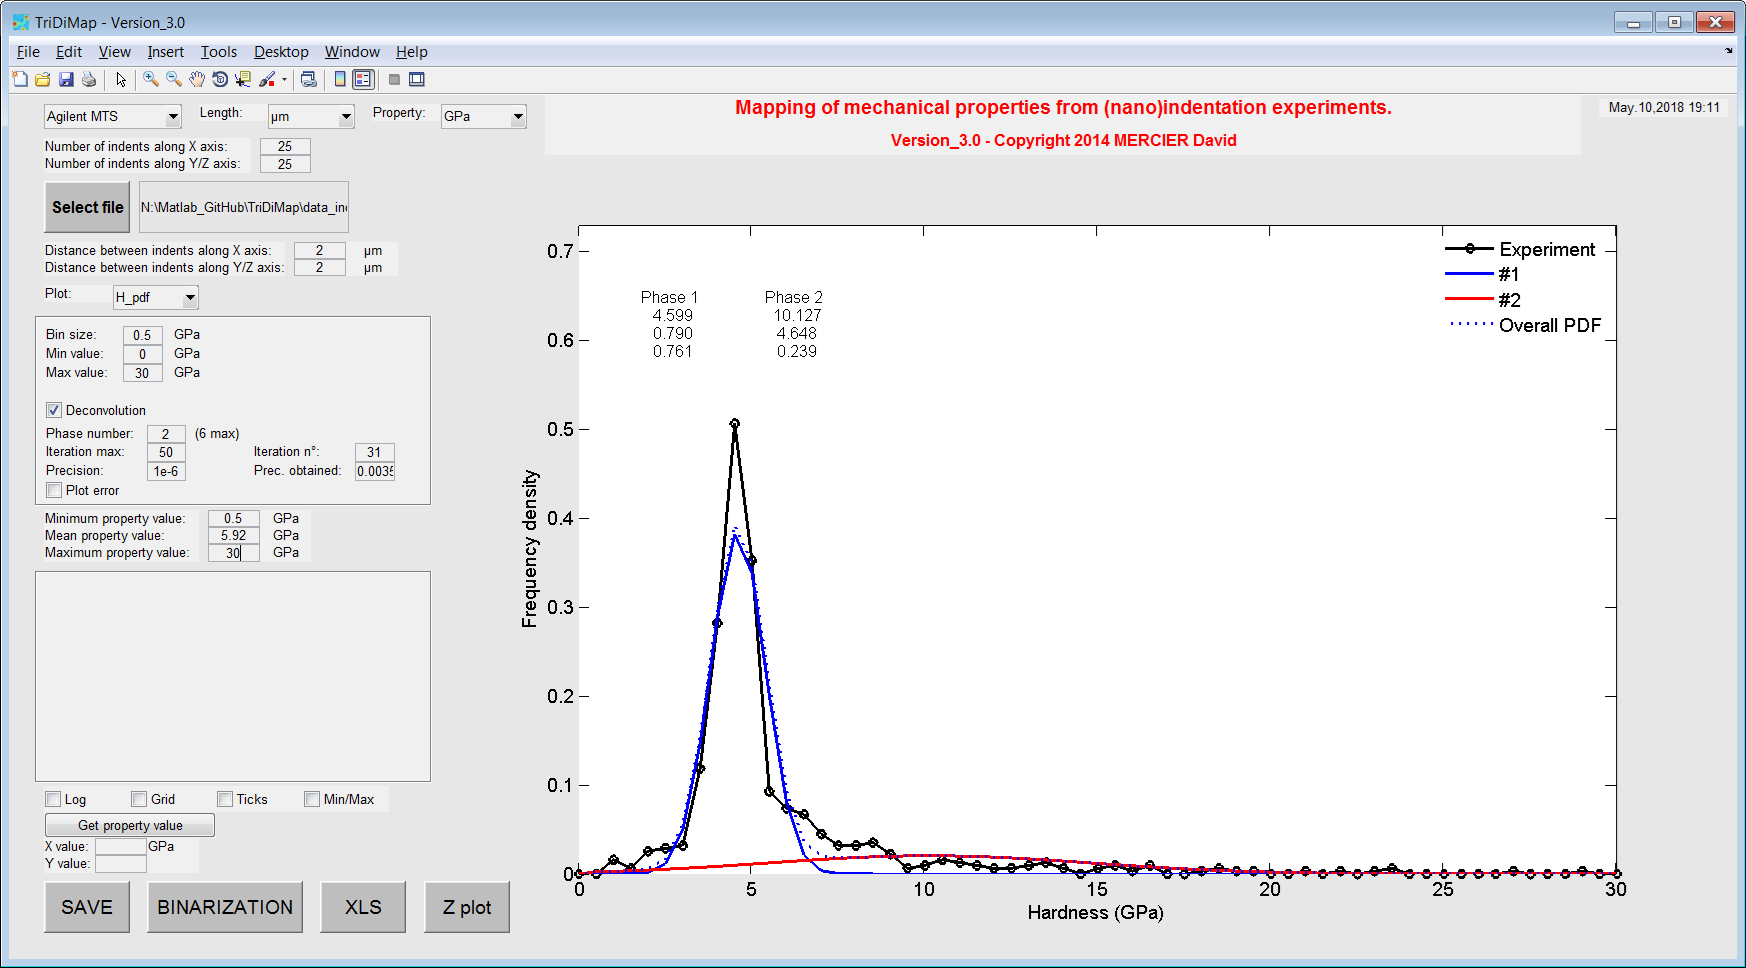 TriDiMap - Version_3.0
File Edit View Insert Tools Desktop Window Help
Agilent MTS Length: µm Property: GPa
Mapping of mechanical properties from (nano)indentation experiments.
Version_3.0 - Copyright 2014 MERCIER David
May.10,2018 19:11
Number of indents along X axis: 25
Number of indents along Y/Z axis: 25
Select file N:\Matlab_GitHub\TriDiMap\data_in
Distance between indents along X axis: 2 µm
Distance between indents along Y/Z axis: 2 µm
Plot: H_pdf
Bin size: 0.5 GPa
Min value: 0 GPa
Max value: 30 GPa
Deconvolution
Phase number: 2 (6 max)
Iteration max: 50 Iteration n°: 31
Precision: 1e-6 Prec. obtained: 0.0035
Plot error
Minimum property value: 0.5 GPa
Mean property value: 5.92 GPa
Maximum property value: 30 GPa
Log Grid Ticks Min/Max
Get property value
X value: GPa
Y value:
SAVE BINARIZATION XLS Z plot
Phase 1 Phase 2
4.599 10.127
0.790 4.648
0.761 0.239
Experiment
#1
#2
Overall PDF
0.7
0.6
0.5
0.4
0.3
0.2
0.1
0
Frequency density
0 5 10 15 20 25 30
Hardness (GPa)